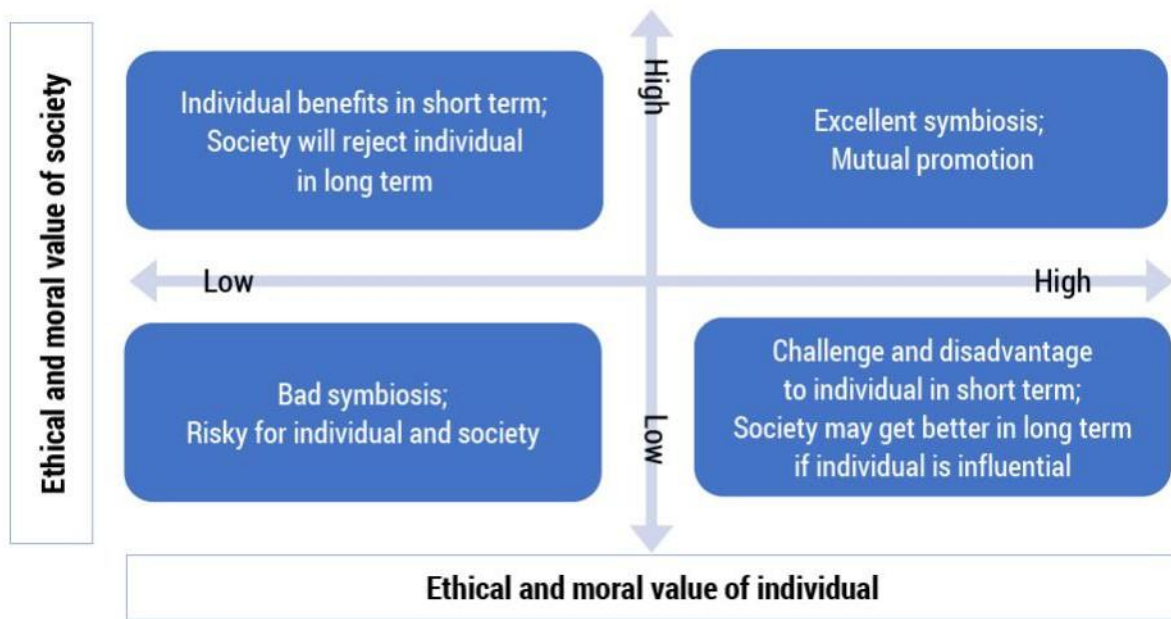 Ethical and moral value of society
Individual benefits in short term;
Society will reject individual
in long term
High
Excellent symbiosis;
Mutual promotion
Low
High
Bad symbiosis;
Risky for individual and society
Low
Challenge and disadvantage
to individual in short term;
Society may get better in long term
if individual is influential
Ethical and moral value of individual